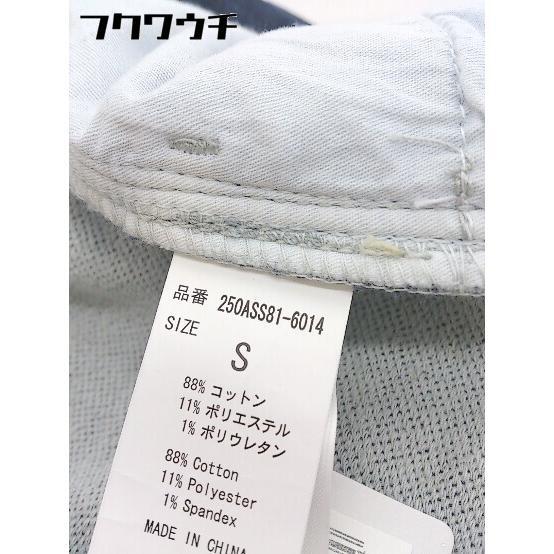 フクワウチ
品番 250ASS81-6014
SIZE
S
88% コットン
11% ポリエステル
1% ポリウレタン
88% Cotton
11% Polyester
1% Spandex
MADE IN CHINA